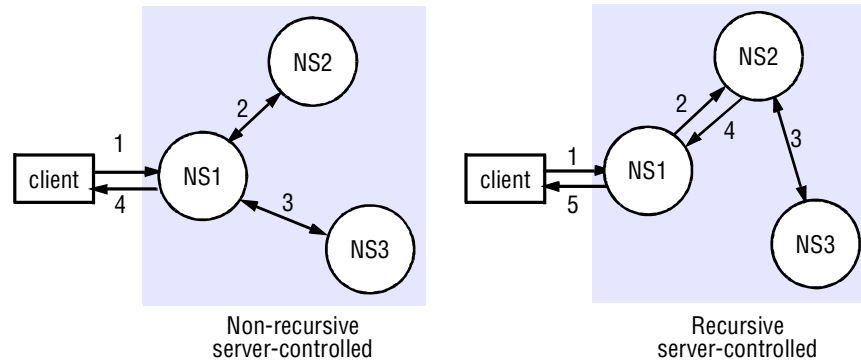 NS2
2
1
client
NS1
4
3
NS3
Non-recursive
server-controlled
NS2
2
4
1
3
client
NS1
5
NS3
Recursive
server-controlled